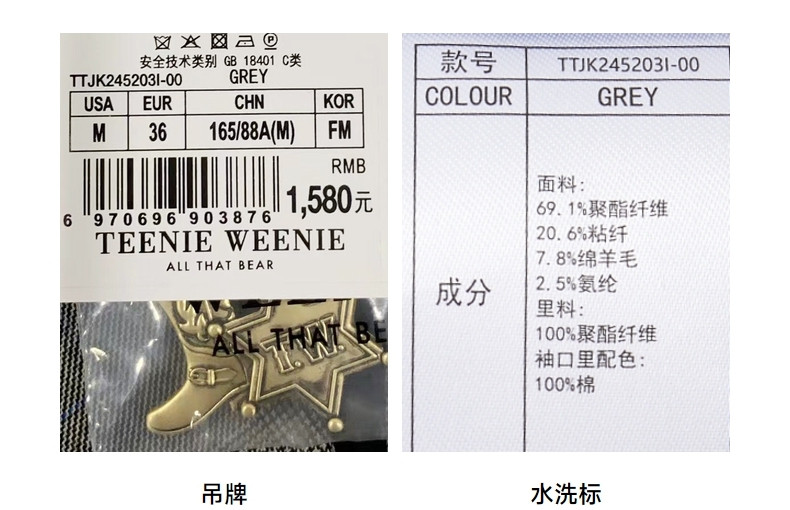 安全技术类别 GB 18401 C类
TTJK245203I-00 GREY
USA EUR CHN KOR
M 36 165/88A(M) FM
RMB
1,580元
6 970696 903876
TEENIE WEENIE
ALL THAT BEAR
ALL THAT BE
T.W.
吊牌
款号 TTJK245203I-00
COLOUR GREY
成分
面料:
69.1%聚酯纤维
20.6%粘纤
7.8%绵羊毛
2.5%氨纶
里料:
100%聚酯纤维
袖口里配色:
100%棉
水洗标